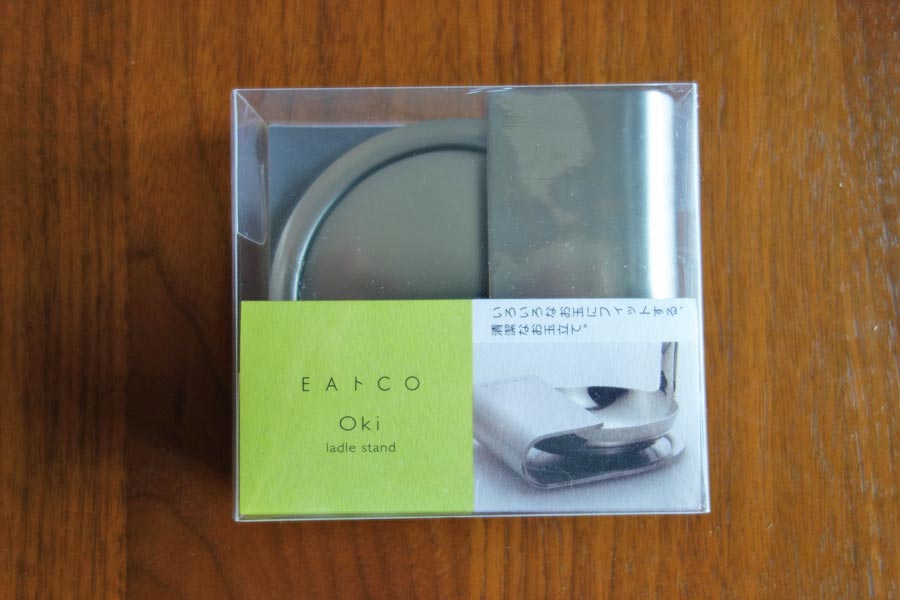 EAトCO
Oki
ladle stand
いろいろなお玉にフィットする、
清潔なお玉立て。